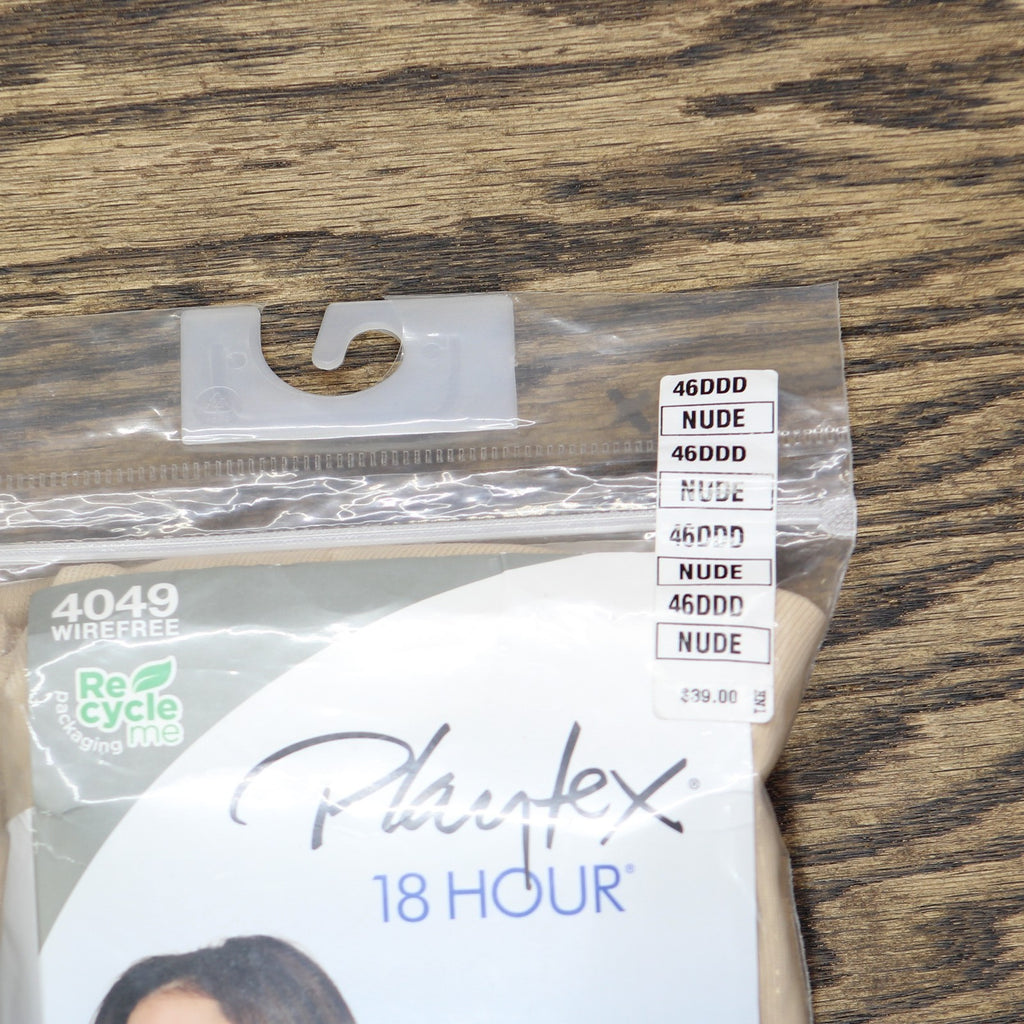 46DDD
NUDE
46DDD
NUDE
46DDD
NUDE
46DDD
NUDE
$39.00
4049
WIREFREE
Re
cycle
me
packaging
Playtex®
18 HOUR®